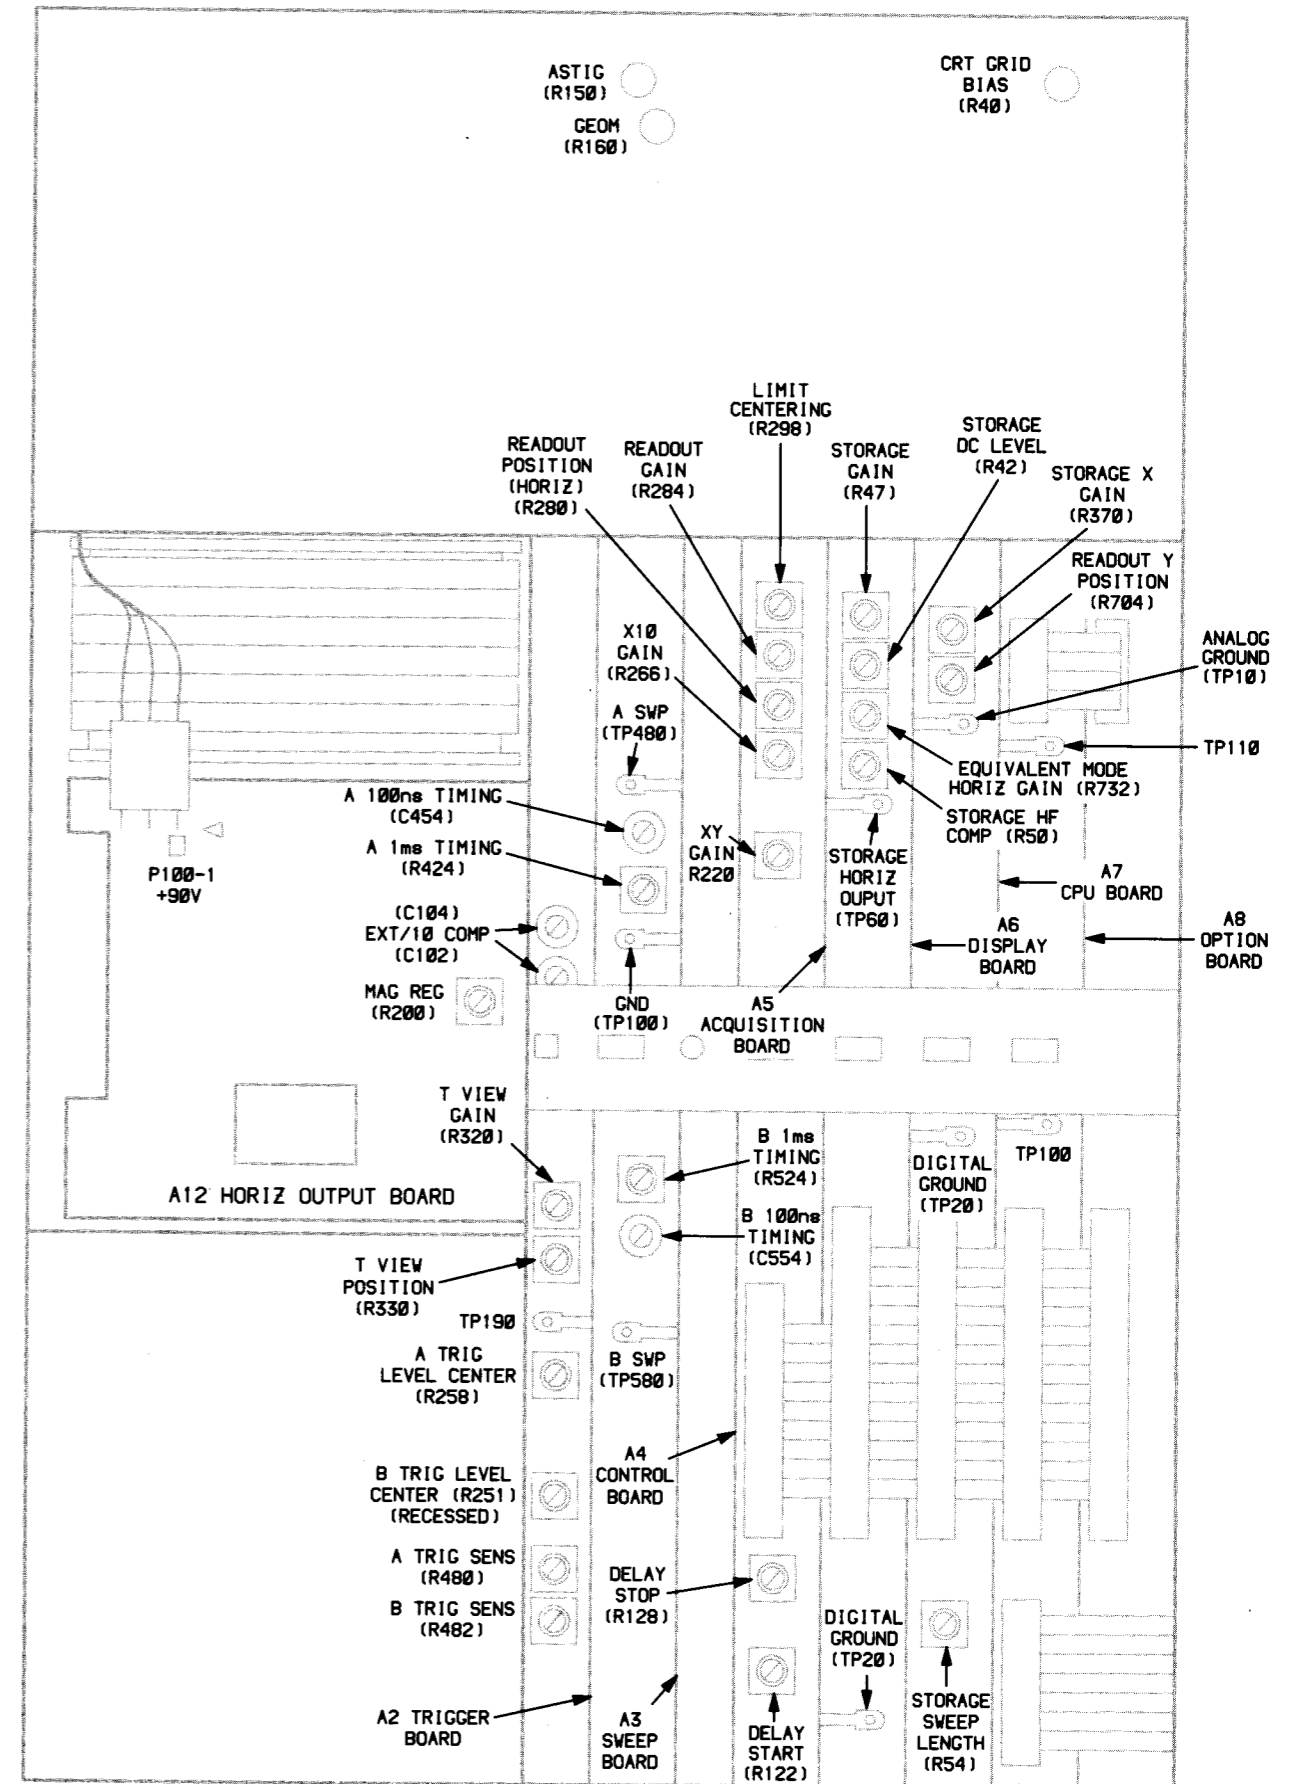 ASTIG
(R150)
GEOM
(R160)
CRT GRID
BIAS
(R40)
LIMIT
CENTERING
(R298)
READOUT
POSITION
(HORIZ)
(R280)
READOUT
GAIN
(R284)
STORAGE
GAIN
(R47)
STORAGE
DC LEVEL
(R42)
STORAGE X
GAIN
(R370)
READOUT Y
POSITION
(R704)
ANALOG
GROUND
(TP10)
X10
GAIN
(R266)
A SWP
(TP480)
TP110
EQUIVALENT MODE
HORIZ GAIN (R732)
A 100ns TIMING
(C454)
STORAGE HF
COMP (R50)
A 1ms TIMING
(R424)
XY
GAIN
R220
STORAGE
HORIZ
OUPUT
(TP60)
P100-1
+90V
A7
CPU BOARD
(C104)
EXT/10 COMP
(C102)
A6
DISPLAY
BOARD
A8
OPTION
BOARD
MAG REG
(R200)
GND
(TP100)
A5
ACQUISITION
BOARD
T VIEW
GAIN
(R320)
B 1ms
TIMING
(R524)
DIGITAL
GROUND
(TP20)
TP100
A12 HORIZ OUTPUT BOARD
B 100ns
TIMING
(C554)
T VIEW
POSITION
(R330)
TP190
A TRIG
LEVEL CENTER
(R258)
B SWP
(TP580)
B TRIG LEVEL
CENTER (R251)
(RECESSED)
A4
CONTROL
BOARD
A TRIG SENS
(R480)
B TRIG SENS
(R482)
DELAY
STOP
(R128)
DIGITAL
GROUND
(TP20)
A2 TRIGGER
BOARD
A3
SWEEP
BOARD
DELAY
START
(R122)
STORAGE
SWEEP
LENGTH
(R54)